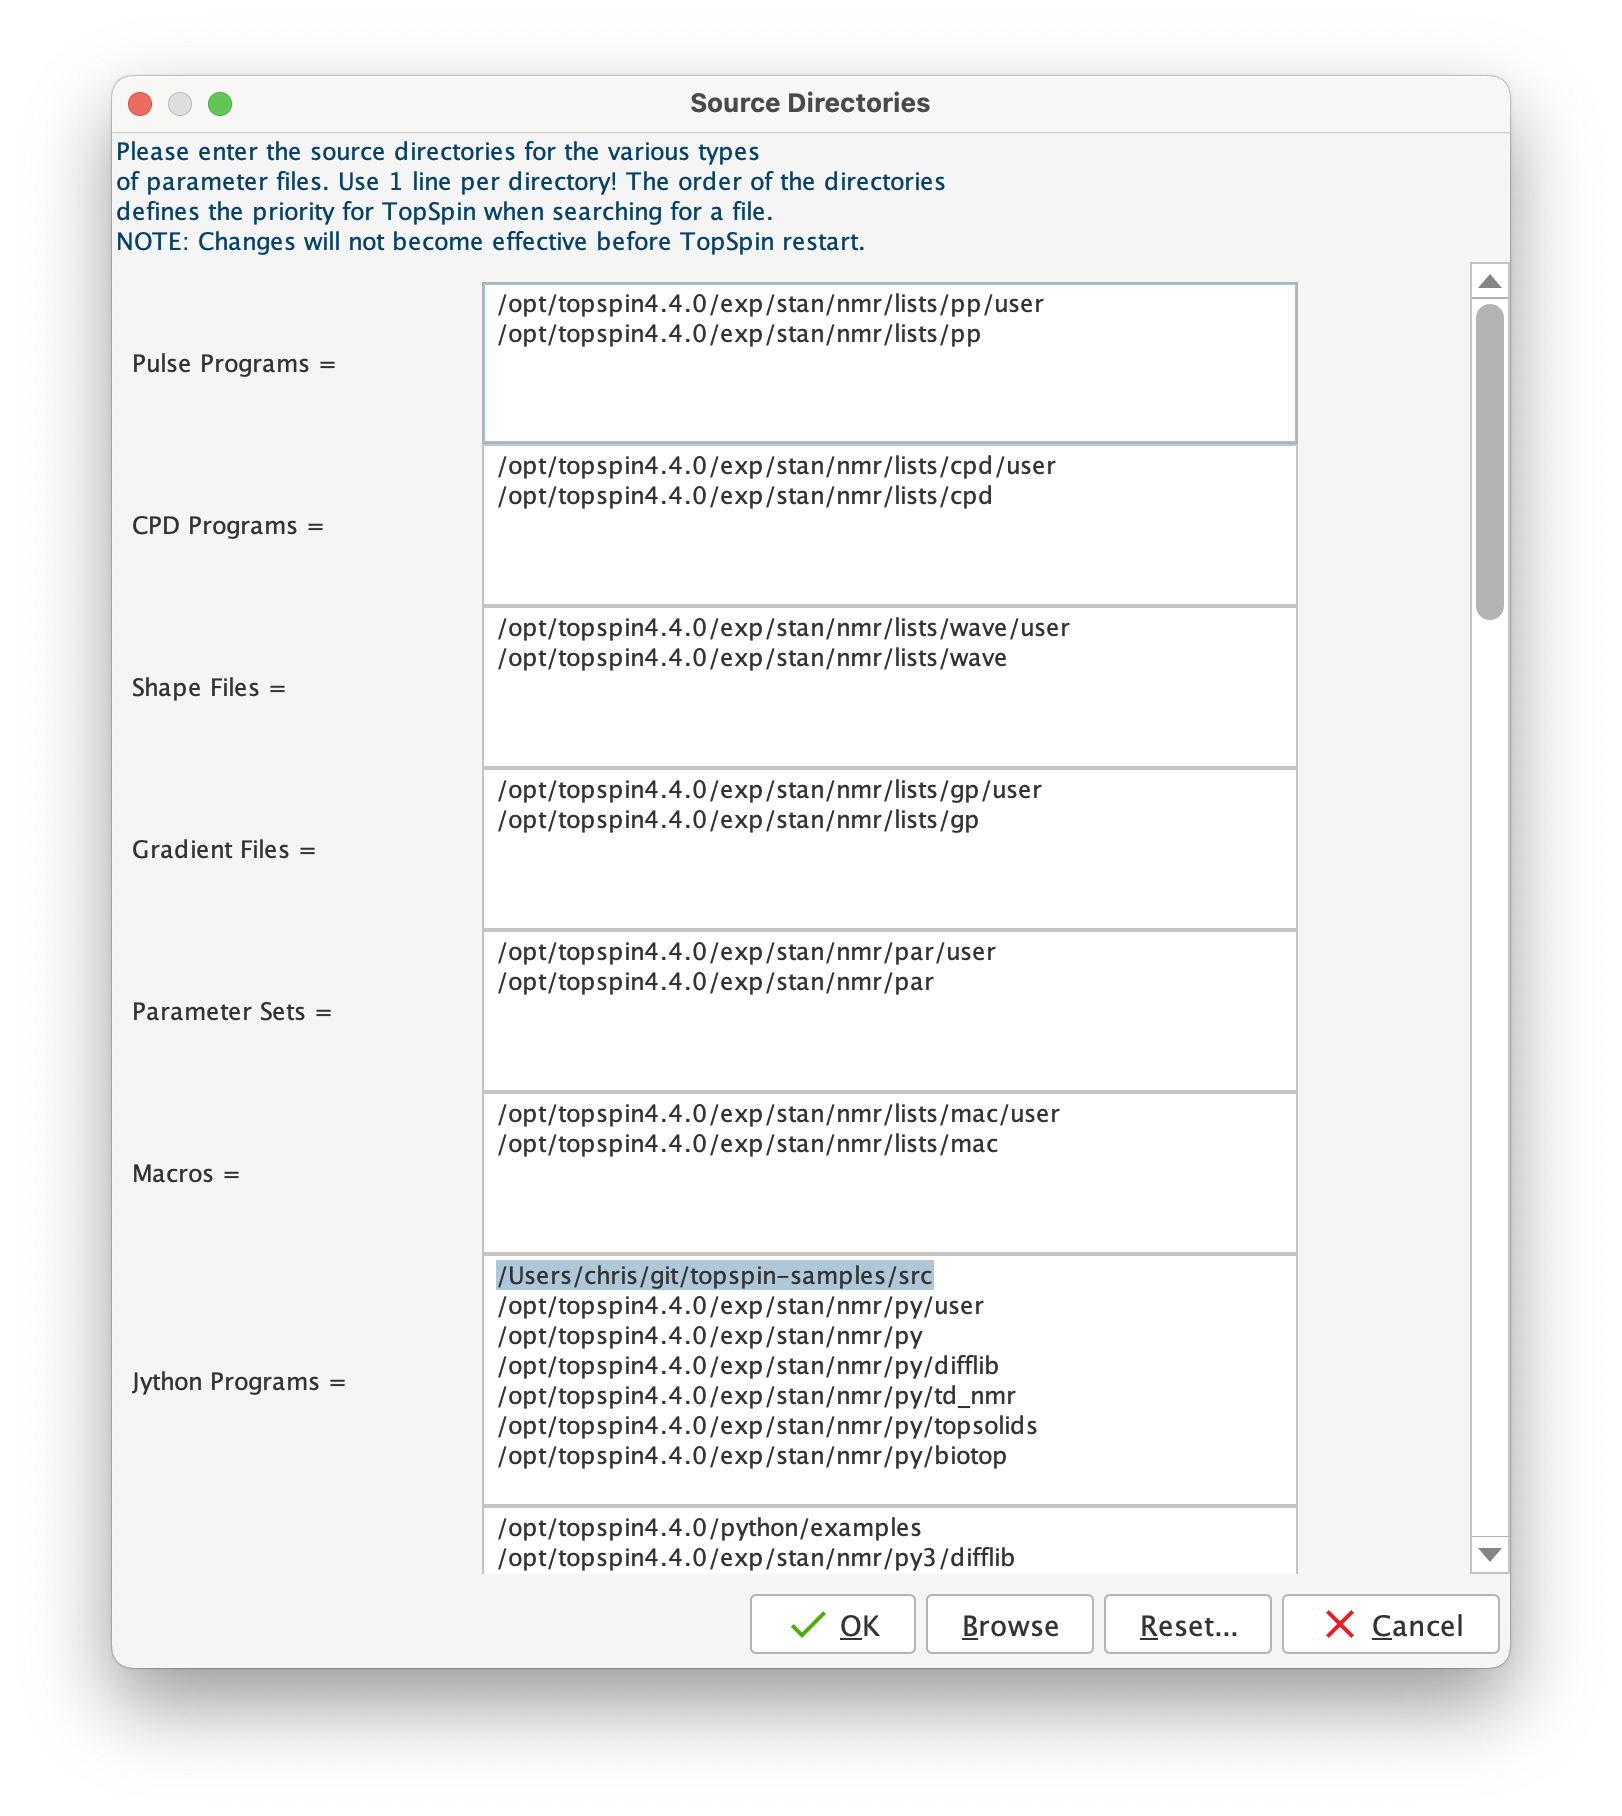 Source Directories
Please enter the source directories for the various types
of parameter files. Use 1 line per directory! The order of the directories
defines the priority for TopSpin when searching for a file.
NOTE: Changes will not become effective before TopSpin restart.
Pulse Programs =
/opt/topspin4.4.0/exp/stan/nmr/lists/pp/user
/opt/topspin4.4.0/exp/stan/nmr/lists/pp
CPD Programs =
/opt/topspin4.4.0/exp/stan/nmr/lists/cpd/user
/opt/topspin4.4.0/exp/stan/nmr/lists/cpd
Shape Files =
/opt/topspin4.4.0/exp/stan/nmr/lists/wave/user
/opt/topspin4.4.0/exp/stan/nmr/lists/wave
Gradient Files =
/opt/topspin4.4.0/exp/stan/nmr/lists/gp/user
/opt/topspin4.4.0/exp/stan/nmr/lists/gp
Parameter Sets =
/opt/topspin4.4.0/exp/stan/nmr/par/user
/opt/topspin4.4.0/exp/stan/nmr/par
Macros =
/opt/topspin4.4.0/exp/stan/nmr/lists/mac/user
/opt/topspin4.4.0/exp/stan/nmr/lists/mac
Jython Programs =
/Users/chris/git/topspin-samples/src
/opt/topspin4.4.0/exp/stan/nmr/py/user
/opt/topspin4.4.0/exp/stan/nmr/py
/opt/topspin4.4.0/exp/stan/nmr/py/difflib
/opt/topspin4.4.0/exp/stan/nmr/py/td_nmr
/opt/topspin4.4.0/exp/stan/nmr/py/topsolids
/opt/topspin4.4.0/exp/stan/nmr/py/biotop
/opt/topspin4.4.0/python/examples
/opt/topspin4.4.0/exp/stan/nmr/py3/difflib
OK
Browse
Reset...
Cancel